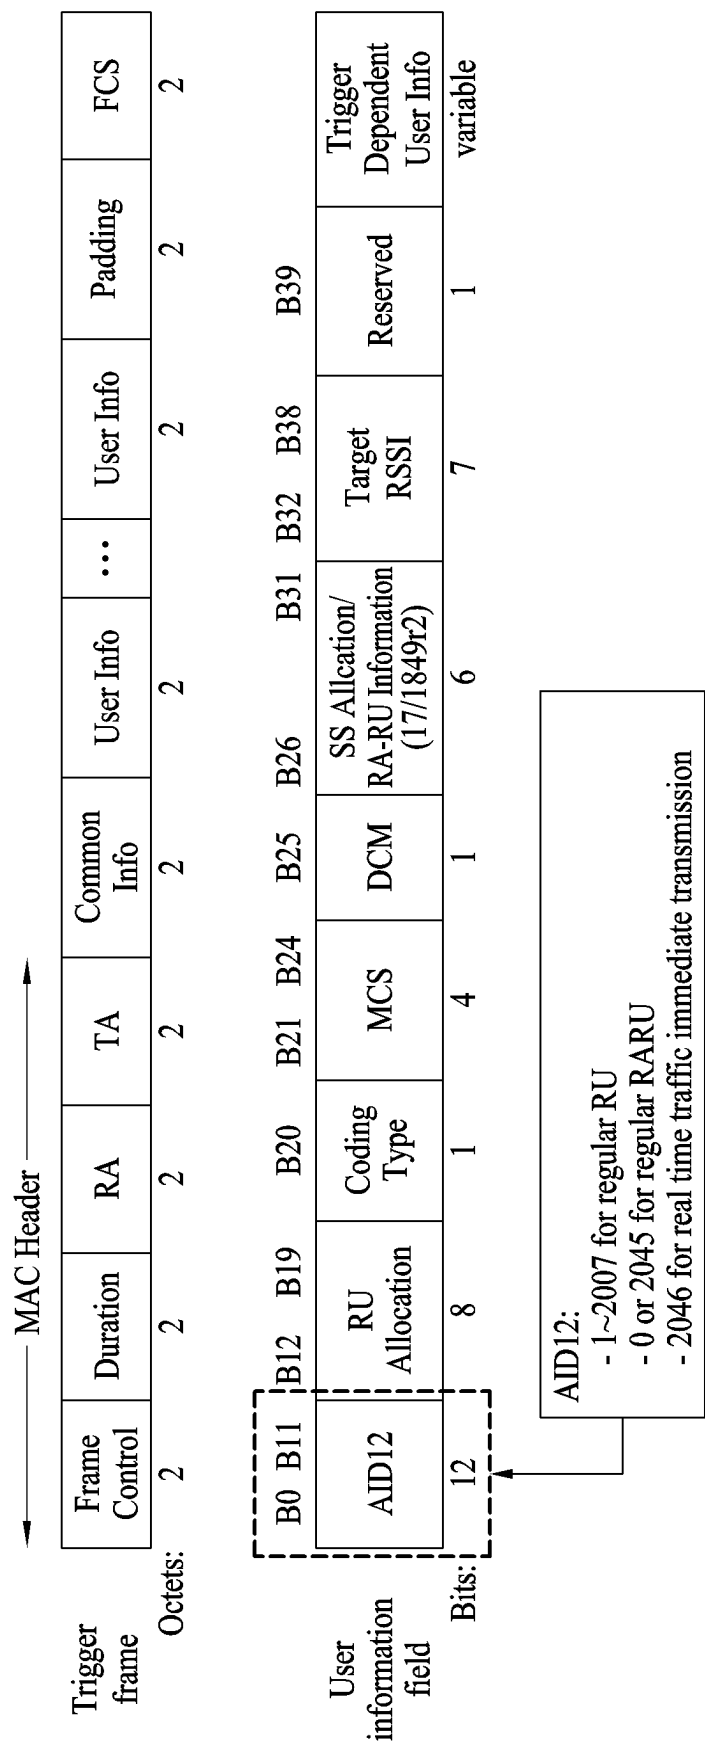 MAC Header
Trigger
frame
Frame
Control
Duration
RA
TA
Common
Info
User Info
...
User Info
Padding
FCS
Octets:
2
2
2
2
2
2
2
2
2
User
information
field
B0 B11
B12 B19
B20
B21 B24
B25
B26 B31
B32 B38
B39
AID12
RU
Allocation
Coding
Type
MCS
DCM
SS Allcation/
RA-RU Information
(17/1849r2)
Target
RSSI
Reserved
Trigger
Dependent
User Info
Bits:
12
8
1
4
1
6
7
1
variable
AID12:
- 1~2007 for regular RU
- 0 or 2045 for regular RARU
- 2046 for real time traffic immediate transmission